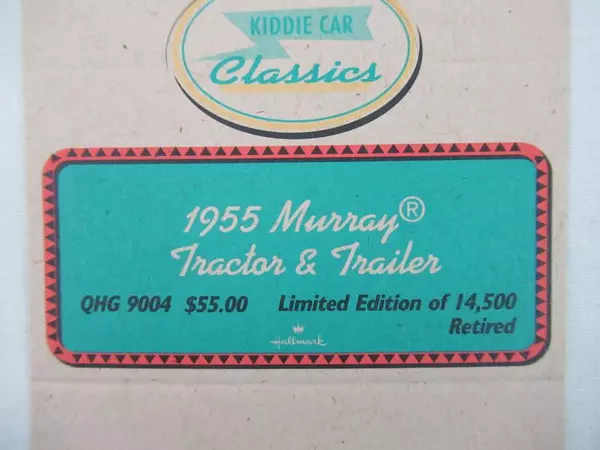 KIDDIE CAR
Classics
1955 Murray®
Tractor & Trailer
QHG 9004 $55.00 Limited Edition of 14,500
Retired
Hallmark